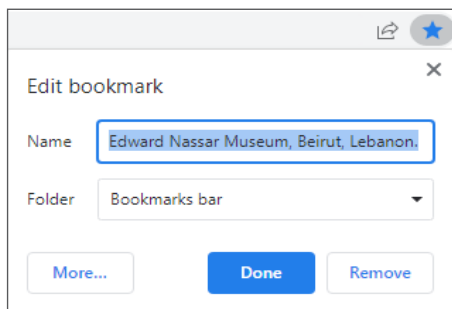 Edit bookmark
Name Edward Nassar Museum, Beirut, Lebanon.
Folder Bookmarks bar
More... Done Remove